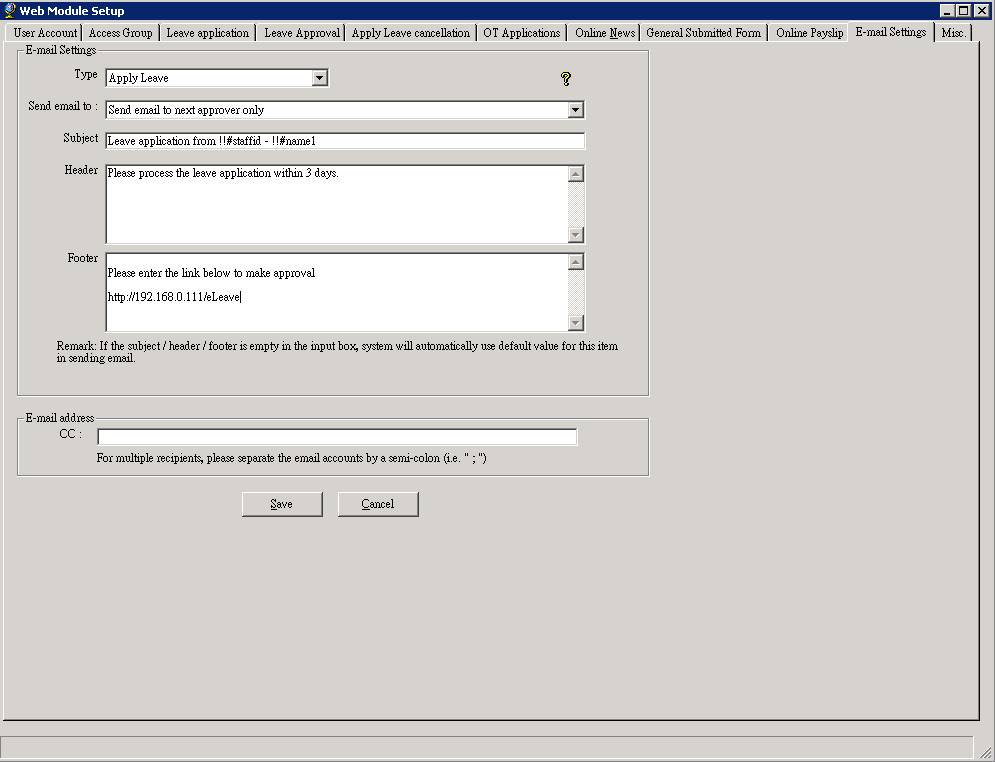 Web Module Setup
User Account Access Group Leave application Leave Approval Apply Leave cancellation OT Applications Online News General Submitted Form Online Payslip E-mail Settings Misc.
E-mail Settings
Type Apply Leave ?
Send email to : Send email to next approver only
Subject Leave application from !!#staffid - !!#name1
Header Please process the leave application within 3 days.
Footer
Please enter the link below to make approval
http://192.168.0.111/eLeave
Remark: If the subject / header / footer is empty in the input box, system will automatically use default value for this item
in sending email.
E-mail address
CC :
For multiple recipients, please separate the email accounts by a semi-colon (i.e. " ; ")
Save Cancel